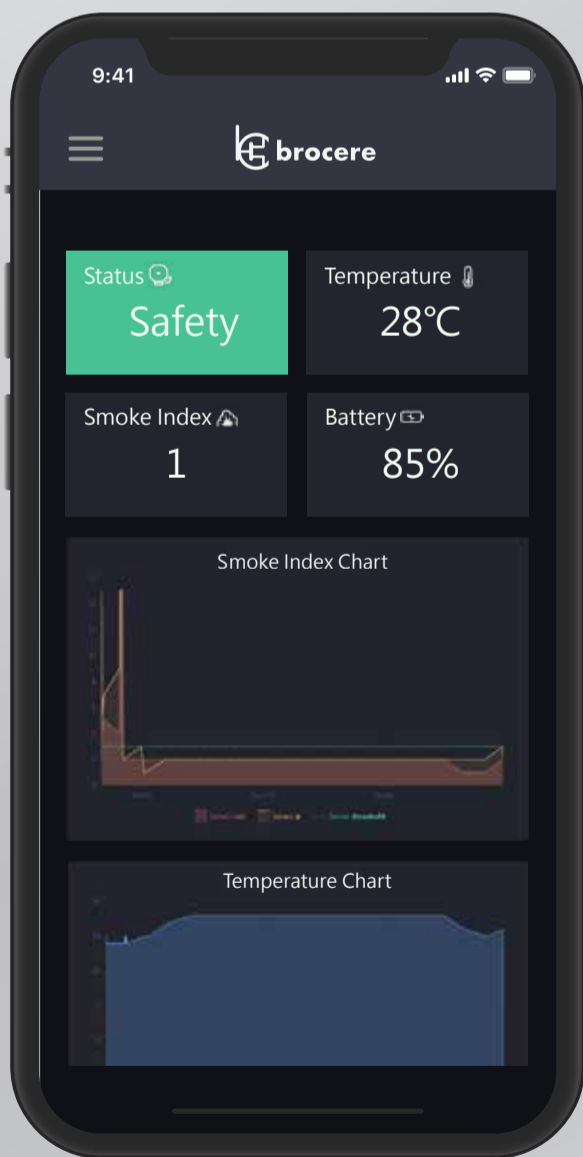 9:41
brocere
Status
Safety
Temperature
28°C
Smoke Index
1
Battery
85%
Smoke Index Chart
Temperature Chart